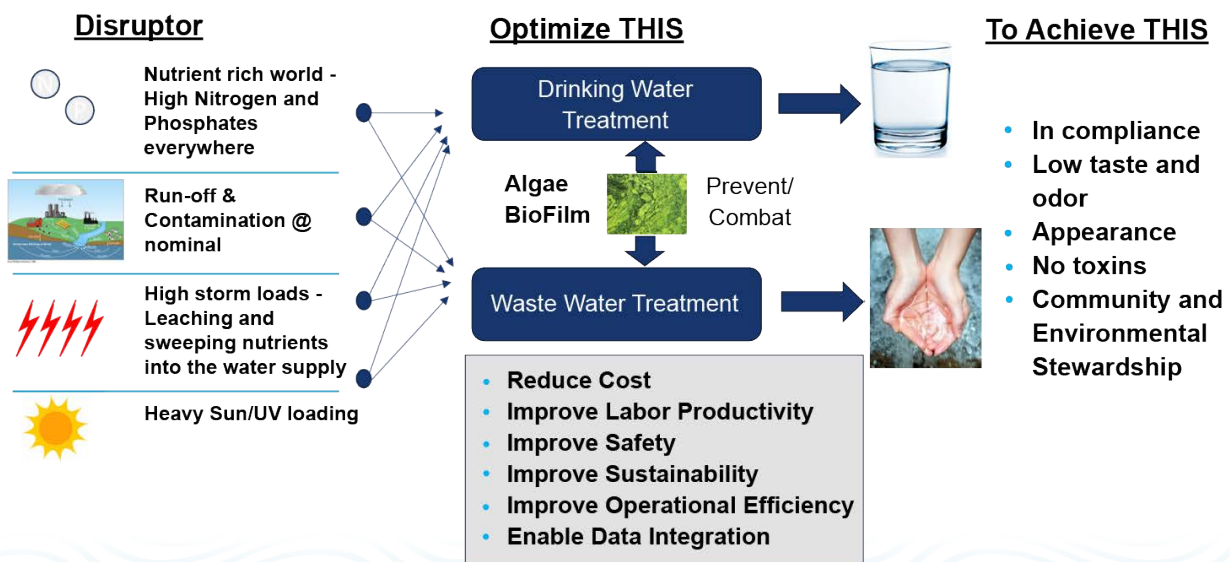 Disruptor
Nutrient rich world -
High Nitrogen and
Phosphates
everywhere
N
P
Run-off &
Contamination @
nominal
High storm loads -
Leaching and
sweeping nutrients
into the water supply
Heavy Sun/UV loading
Optimize THIS
Drinking Water
Treatment
Algae
BioFilm
Prevent/
Combat
Waste Water Treatment
• Reduce Cost
• Improve Labor Productivity
• Improve Safety
• Improve Sustainability
• Improve Operational Efficiency
• Enable Data Integration
To Achieve THIS
• In compliance
• Low taste and
odor
• Appearance
• No toxins
• Community and
Environmental
Stewardship